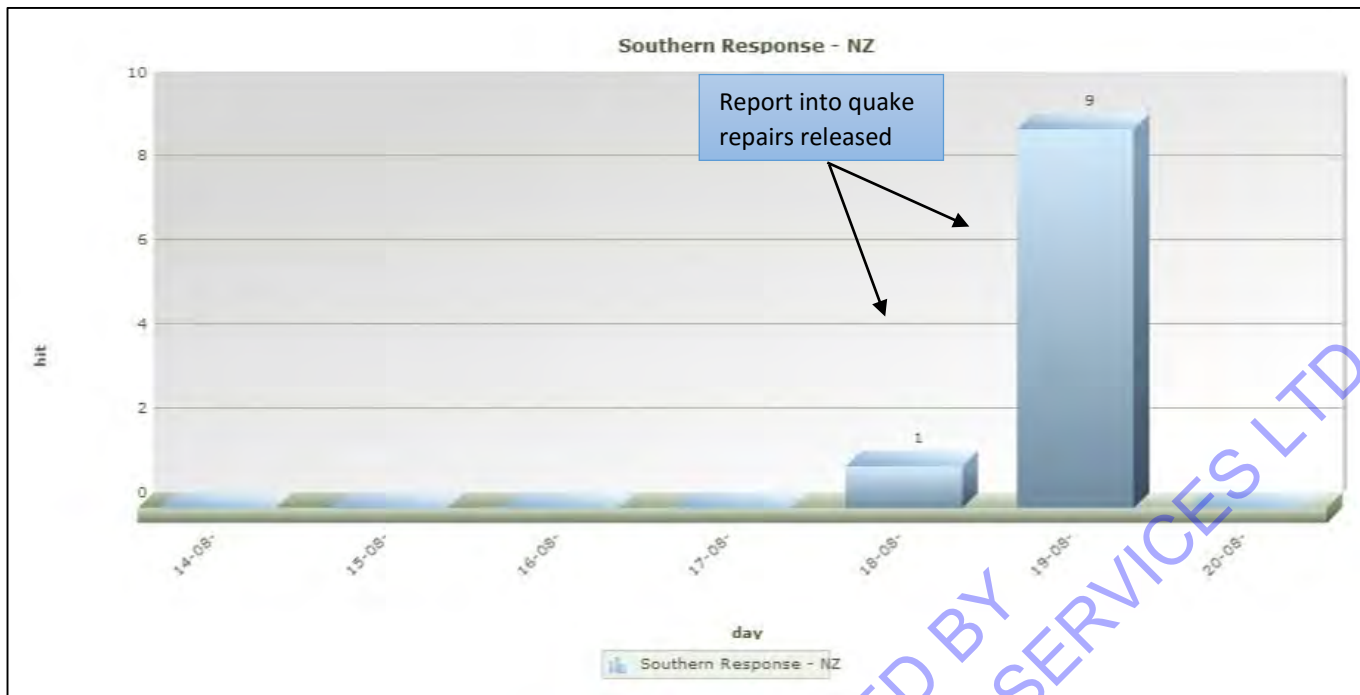 Southern Response - NZ
10
8
6
4
2
0
hit
Report into quake
repairs released
1
9
14-08-
15-08-
16-08-
17-08-
18-08-
19-08-
20-08-
day
Southern Response - NZ
BY
SERVICES LTD